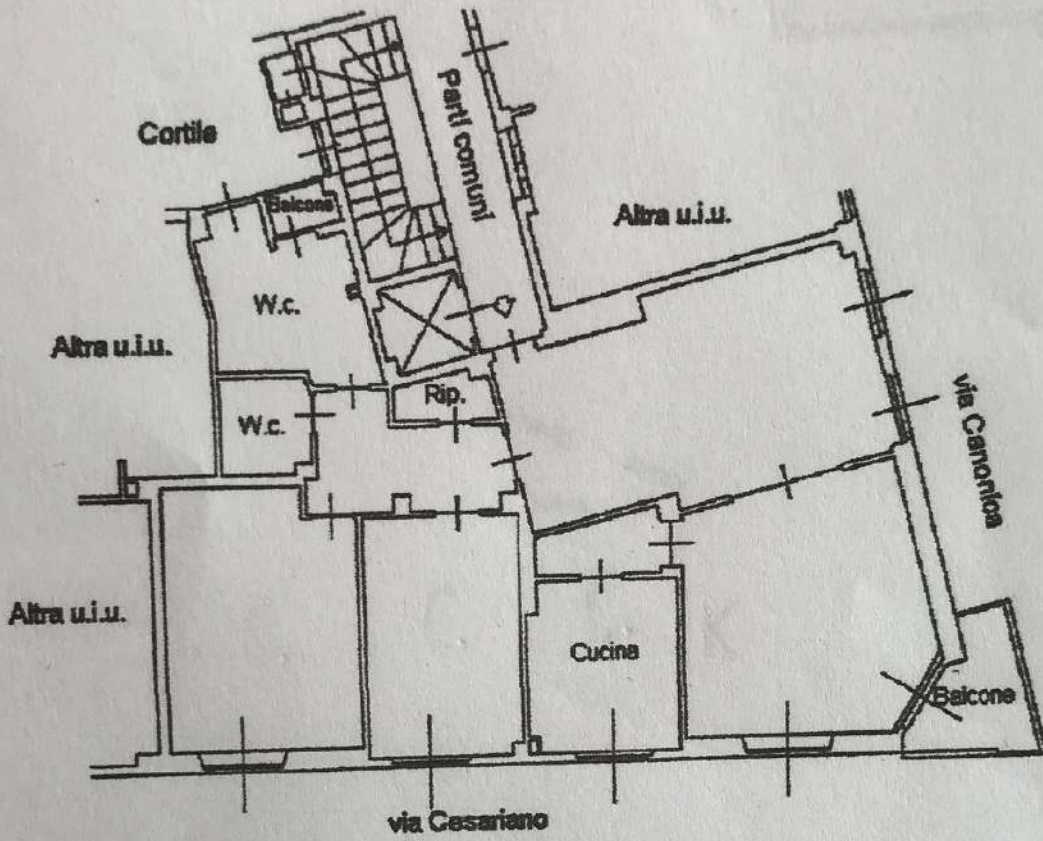 Parti comuni
Cortile
Balcone
Altra u.i.u.
W.c.
Altra u.i.u.
Rip.
W.c.
via Canonica
Altra u.i.u.
Cucina
Balcone
via Cesariano